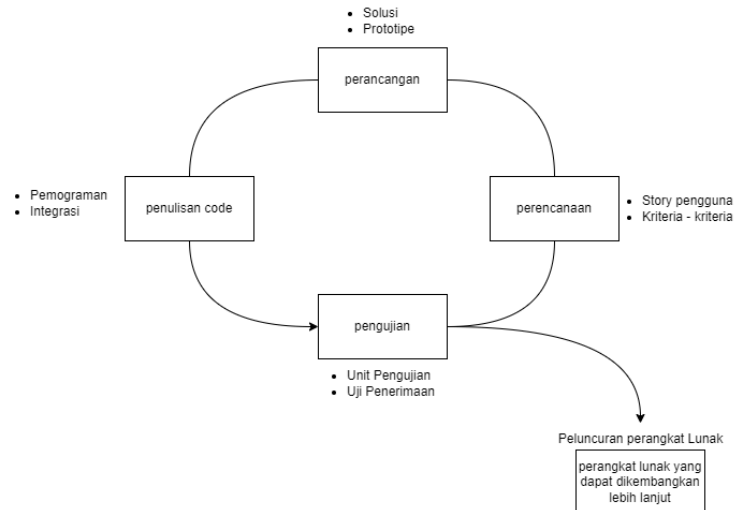 Solusi
Prototipe
perancangan
Pemograman
Integrasi
penulisan code
perencanaan
Story pengguna
Kriteria - kriteria
pengujian
Unit Pengujian
Uji Penerimaan
Peluncuran perangkat Lunak
perangkat lunak yang
dapat dikembangkan
lebih lanjut